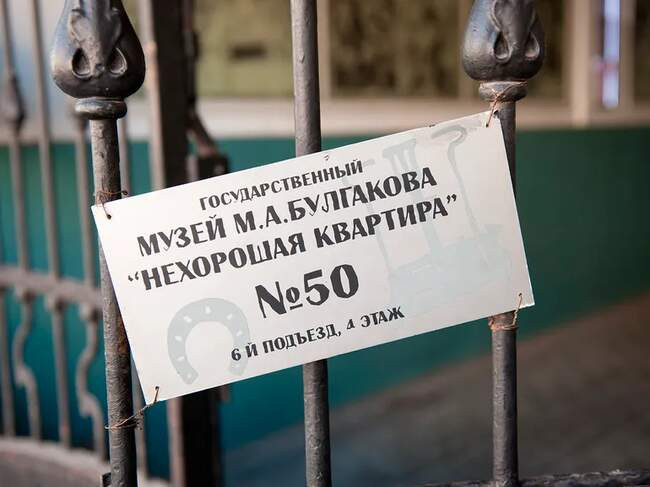 ГОСУДАРСТВЕННЫЙ
МУЗЕЙ М.А.БУЛГАКОВА
“НЕХОРОШАЯ КВАРТИРА”
№50
6 Й ПОДЪЕЗД, 4 ЭТАЖ